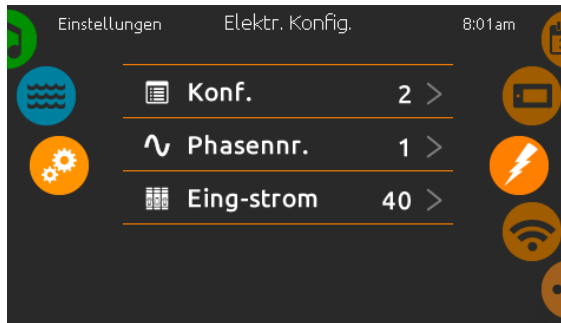 Einstellungen Elektr. Konfig. 8:01am
Konf. 2 >
Phasennr. 1 >
Eing-strom 40 >